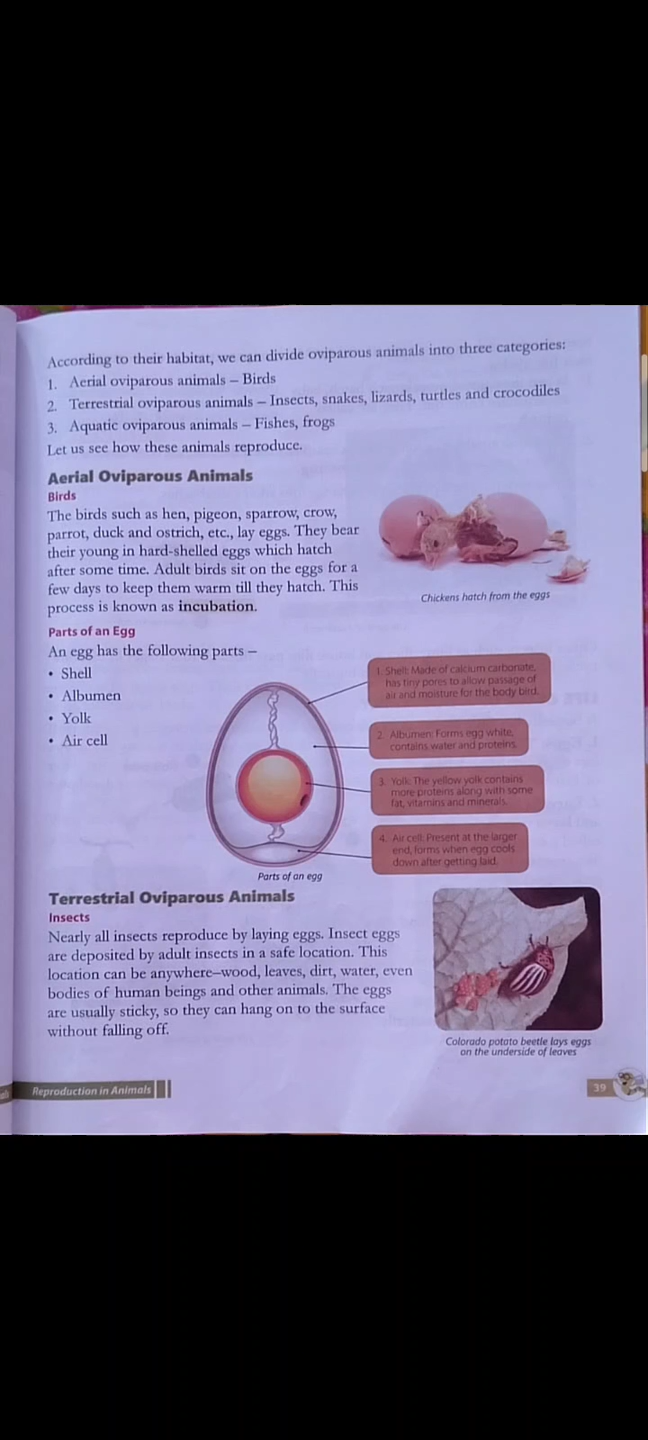 According to their habitat, we can divide oviparous animals into three categories:
1. Aerial oviparous animals – Birds
2. Terrestrial oviparous animals – Insects, snakes, lizards, turtles and crocodiles
3. Aquatic oviparous animals – Fishes, frogs
Let us see how these animals reproduce.
Aerial Oviparous Animals
Birds
The birds such as hen, pigeon, sparrow, crow,
parrot, duck and ostrich, etc., lay eggs. They bear
their young in hard-shelled eggs which hatch
after some time. Adult birds sit on the eggs for a
few days to keep them warm till they hatch. This
process is known as incubation.
Chickens hatch from the eggs
Parts of an Egg
An egg has the following parts –
• Shell
• Albumen
• Yolk
• Air cell
1. Shell: Made of calcium carbonate,
has tiny pores to allow passage of
air and moisture for the body bird.
2. Albumen: Forms egg white,
contains water and proteins.
3. Yolk: The yellow yolk contains
more proteins along with some
fat, vitamins and minerals.
4. Air cell: Present at the larger
end, forms when egg cools
down after getting laid.
Parts of an egg
Terrestrial Oviparous Animals
Insects
Nearly all insects reproduce by laying eggs. Insect eggs
are deposited by adult insects in a safe location. This
location can be anywhere–wood, leaves, dirt, water, even
bodies of human beings and other animals. The eggs
are usually sticky, so they can hang on to the surface
without falling off.
Colorado potato beetle lays eggs
on the underside of leaves
Reproduction in Animals
39